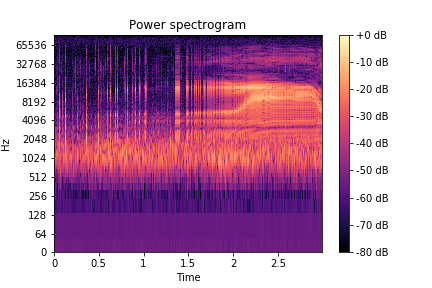 Power spectrogram
65536
32768
16384
8192
4096
2048
1024
512
256
128
64
0
Hz
0 0.5 1 1.5 2 2.5
Time
+0 dB
-10 dB
-20 dB
-30 dB
-40 dB
-50 dB
-60 dB
-70 dB
-80 dB